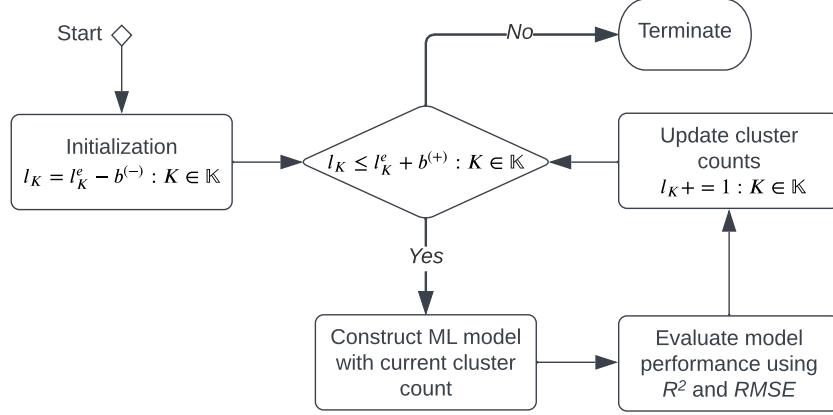 Start
Initialization
l_K = l_K^e − b^(−) : K ∈ 𝕂
l_K ≤ l_K^e + b^(+) : K ∈ 𝕂
No
Terminate
Yes
Construct ML model
with current cluster
count
Evaluate model
performance using
R² and RMSE
Update cluster
counts
l_K + = 1 : K ∈ 𝕂